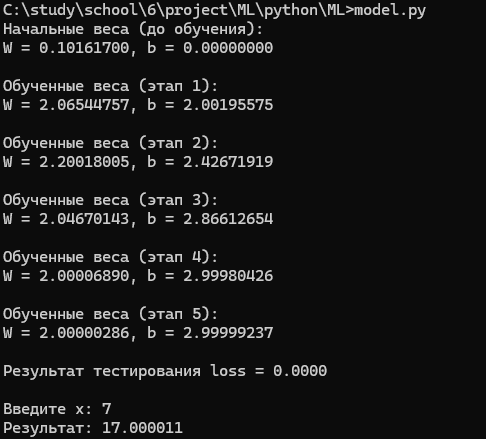 C:\study\school\6\project\ML\python\ML>model.py
Начальные веса (до обучения):
W = 0.10161700, b = 0.00000000
Обученные веса (этап 1):
W = 2.06544757, b = 2.00195575
Обученные веса (этап 2):
W = 2.20018005, b = 2.42671919
Обученные веса (этап 3):
W = 2.04670143, b = 2.86612654
Обученные веса (этап 4):
W = 2.00006890, b = 2.99980426
Обученные веса (этап 5):
W = 2.00000286, b = 2.99999237
Результат тестирования loss = 0.0000
Введите x: 7
Результат: 17.000011